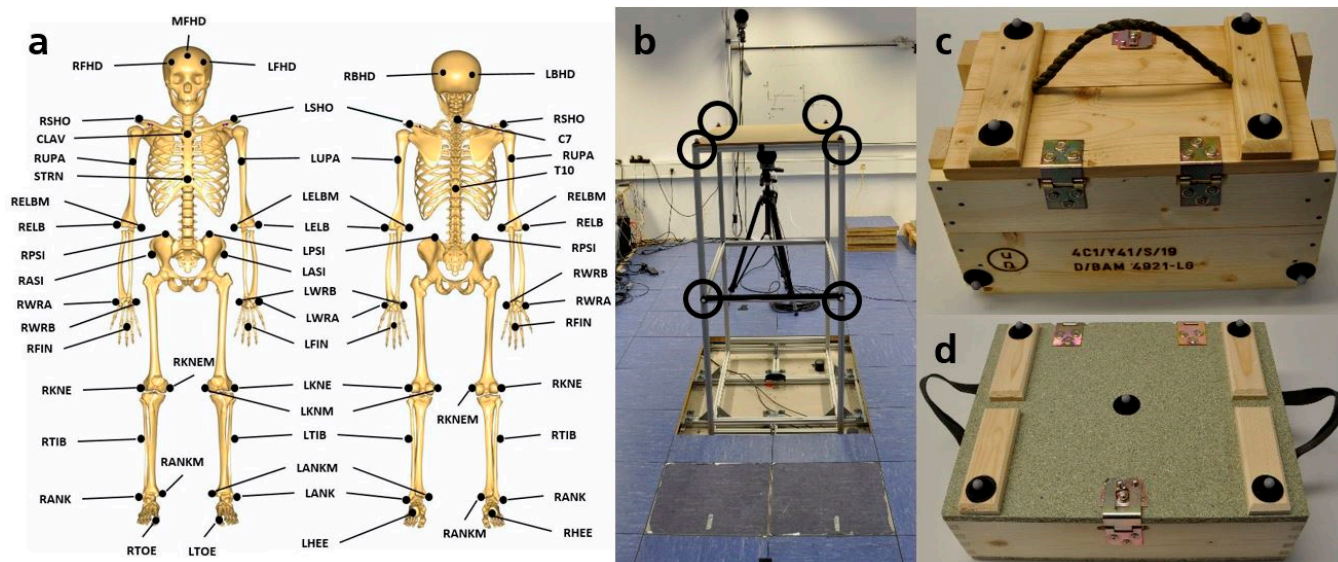 a
MFHD
RFHD
LFHD
RSHO
CLAV
RUPA
STRN
RELBM
RELB
RPSI
RASI
RWRA
RWRB
RFIN
RKNEM
RKNE
RTIB
RANKM
RANK
RTOE
LTOE
LSHO
LUPA
LELBM
LELB
LPSI
LASI
LWRB
LWRA
LFIN
LKNE
LKNM
LTIB
LANKM
LANK
LHEE
RBHD
LBHD
RSHO
C7
RUPA
T10
RELBM
RELB
RPSI
RWRB
RWRA
RFIN
RKNE
RKNEM
RTIB
RANK
RANKM
RHEE
b
c
un
4C1/Y41/S/19
D/BAM 4921-LG
d